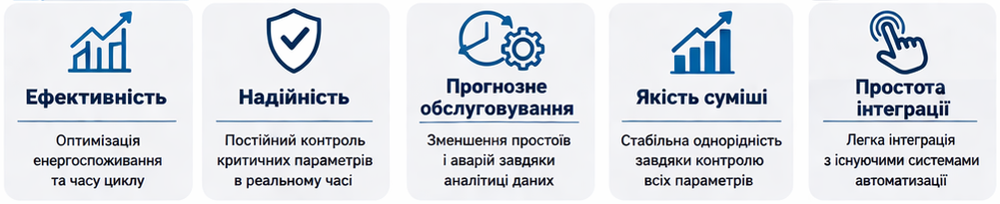 Ефективність
Оптимізація
енергоспоживання
та часу циклу
Надійність
Постійний контроль
критичних параметрів
в реальному часі
Прогнозне
обслуговування
Зменшення простоїв
і аварій завдяки
аналітиці даних
Якість суміші
Стабільна однорідність
завдяки контролю
всіх параметрів
Простота
інтеграції
Легка інтеграція
з існуючими системами
автоматизації